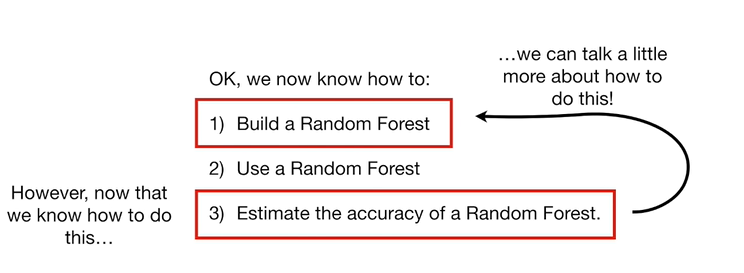 OK, we now know how to:
1) Build a Random Forest
2) Use a Random Forest
3) Estimate the accuracy of a Random Forest.
However, now that
we know how to do
this…
…we can talk a little
more about how to
do this!